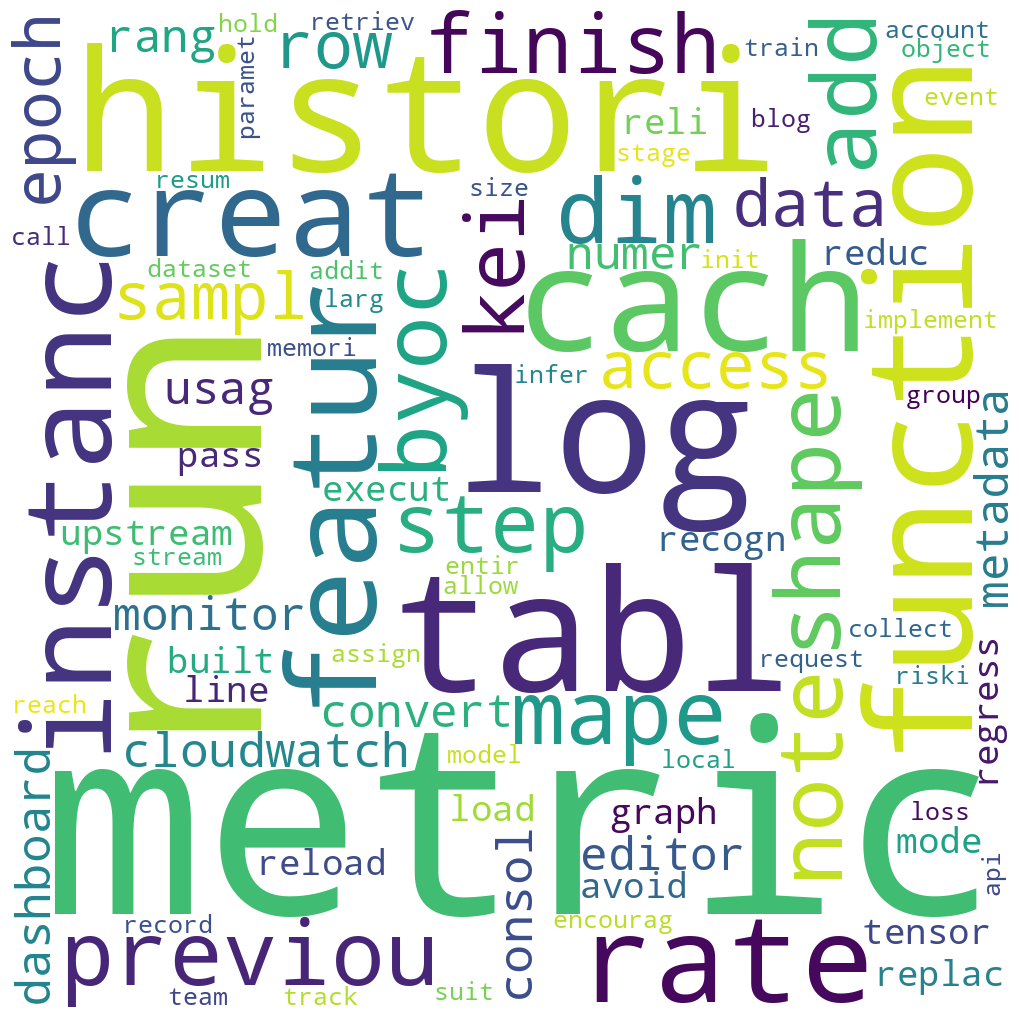 hold
retriev
rang
row
finish
train
account
object
epoch
paramet
histori
add
event
reli
blog
stage
function
resum
size
creat
dim
data
call
kei
numer
init
reduc
dataset
addit
larg
sampl
cach
implement
instanc
run
featur
byoc
memori
usag
infer
access
group
log
noteshape
metadata
pass
execut
upstream
stream
step
recogn
entir
allow
tabl
monitor
collect
built
assign
request
riski
regress
line
reach
convert
mape
cloudwatch
model
local
dashboard
metric
load
graph
loss
reload
editor
mode
avoid
api
consol
record
encourag
previou
rate
tensor
replac
team
track
suit